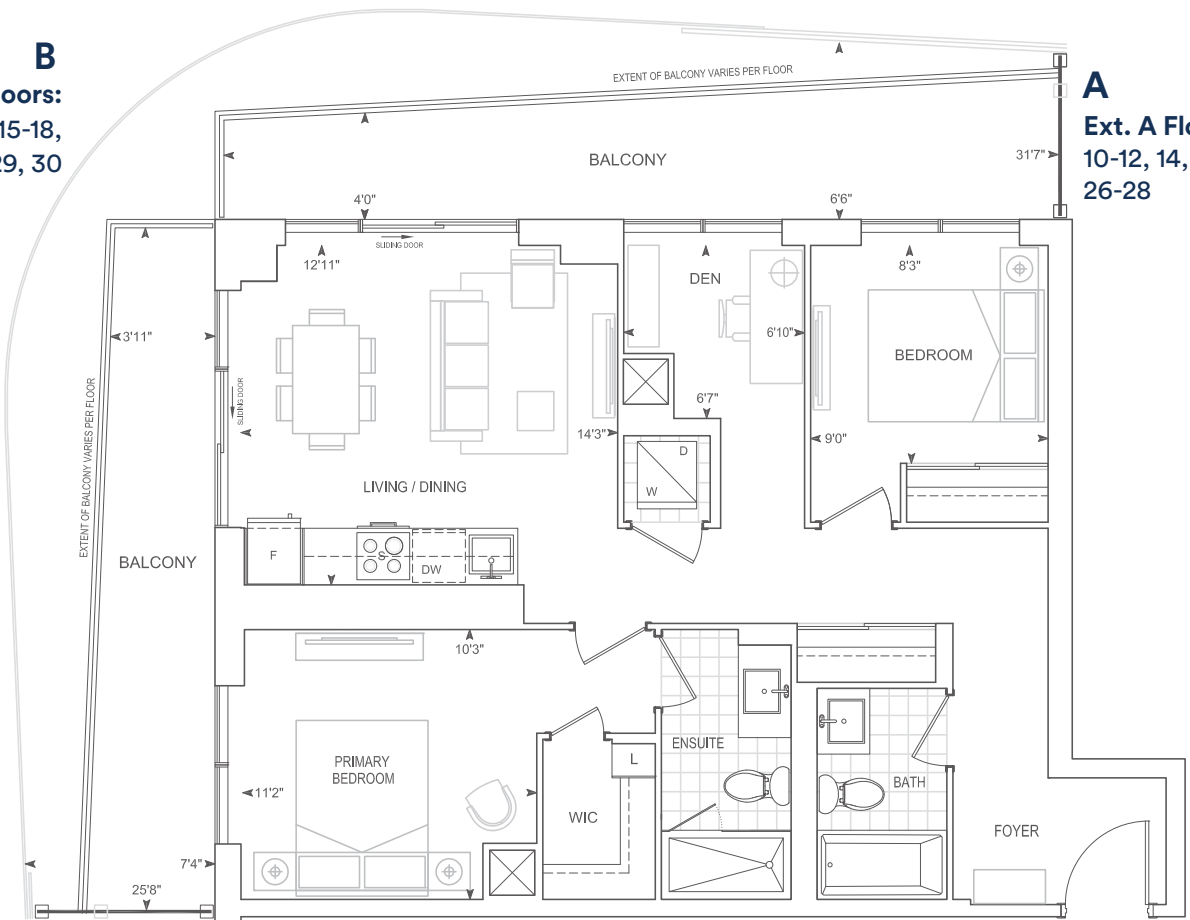 B
oors:
15-18,
29, 30
A
Ext. A Flo
10-12, 14,
26-28
EXTENT OF BALCONY VARIES PER FLOOR
BALCONY
31'7"
4'0"
6'6"
SLIDING DOOR
12'11"
DEN
8'3"
3'11"
6'10"
BEDROOM
EXTENT OF BALCONY VARIES PER FLOOR
SLIDING DOOR
6'7"
14'3"
9'0"
D
W
LIVING / DINING
F
S
DW
BALCONY
10'3"
ENSUITE
L
PRIMARY
BEDROOM
BATH
11'2"
WIC
FOYER
7'4"
25'8"